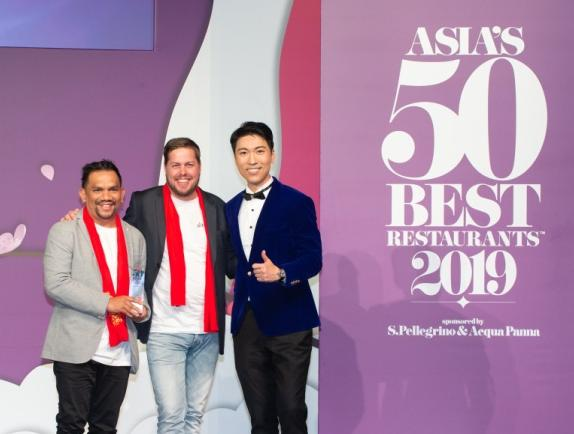 ASIA'S
50
BEST
RESTAURANTS™
2019
sponsored by
S.Pellegrino & Acqua Panna